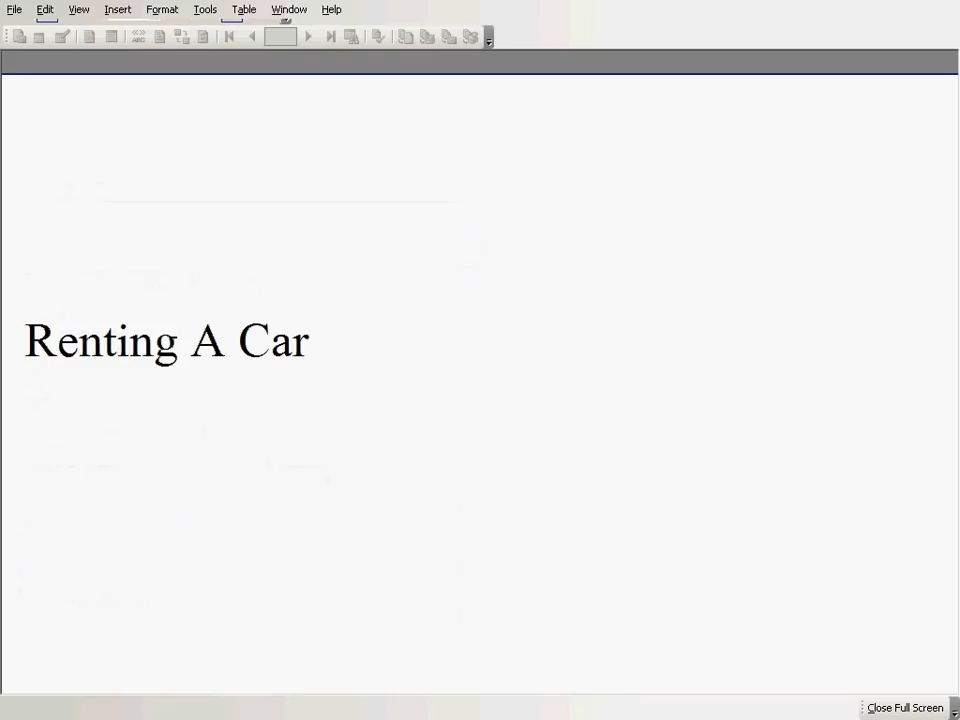 File Edit View Insert Format Tools Table Window Help
Renting A Car
Close Full Screen